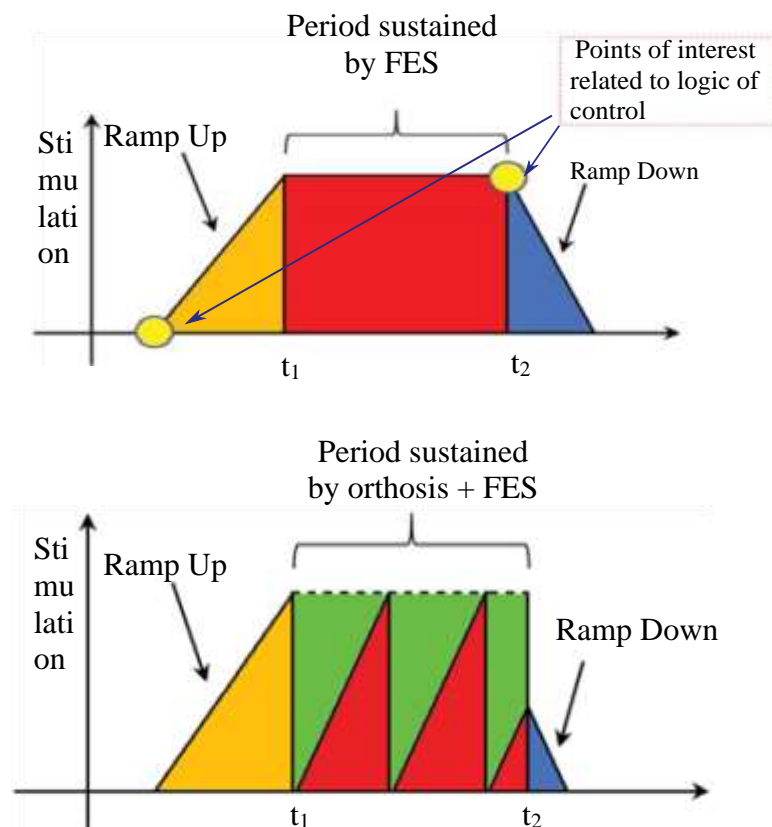 Period sustained
by FES
Points of interest
related to logic of
control
Sti
mu
lati
on
Ramp Up
Ramp Down
t₁
t₂
Period sustained
by orthosis + FES
Sti
mu
lati
on
Ramp Up
Ramp Down
t₁
t₂